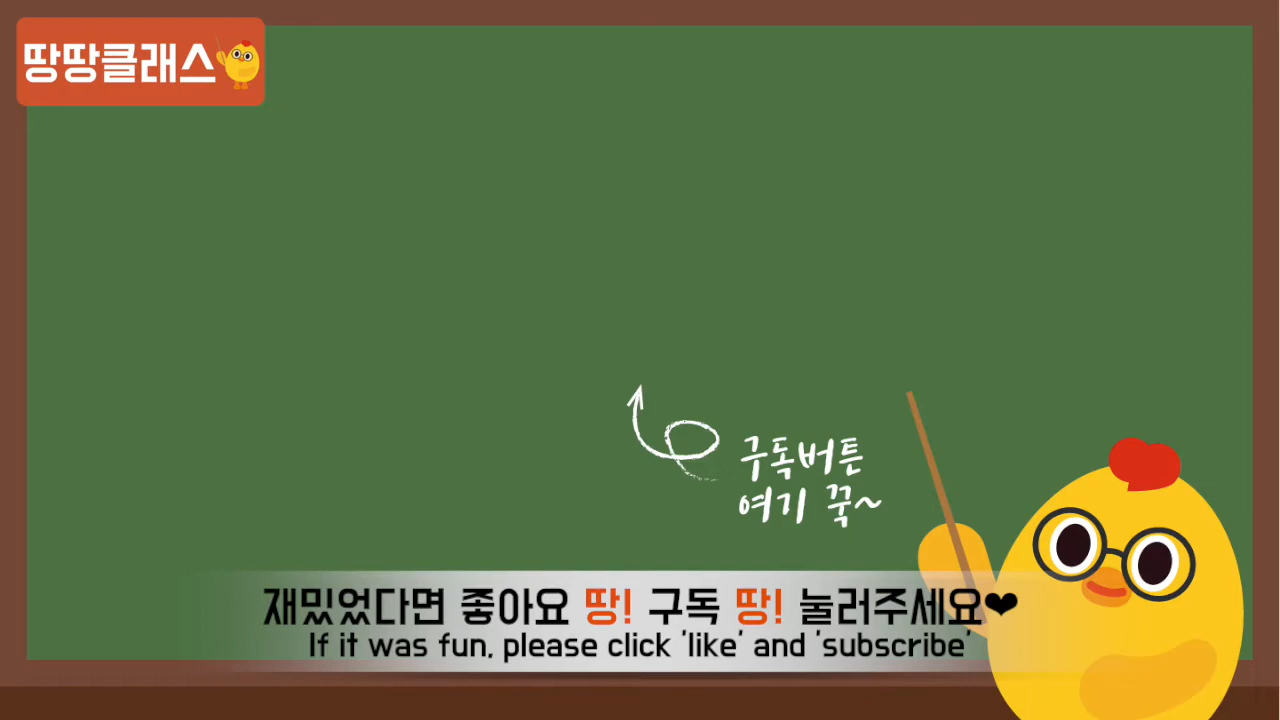 땅땅클래스
구독버튼
여기 꾹~
재밌었다면 좋아요 땅! 구독 땅! 눌러주세요❤
If it was fun, please click 'like' and 'subscribe'